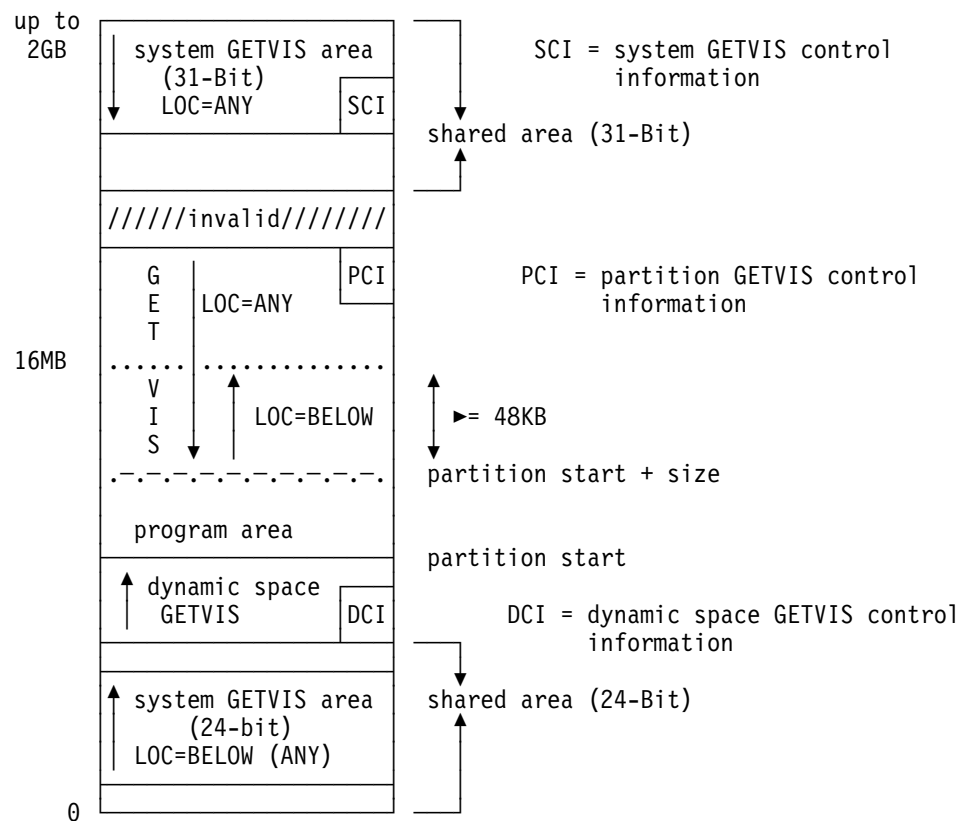 up to
2GB system GETVIS area SCI = system GETVIS control
(31-Bit) information
LOC=ANY SCI
shared area (31-Bit)
//////invalid////////
G PCI PCI = partition GETVIS control
E LOC=ANY information
T
16MB
V
I LOC=BELOW ►= 48KB
S
partition start + size
program area
partition start
dynamic space
GETVIS DCI DCI = dynamic space GETVIS control
information
system GETVIS area shared area (24-Bit)
(24-bit)
LOC=BELOW (ANY)
0